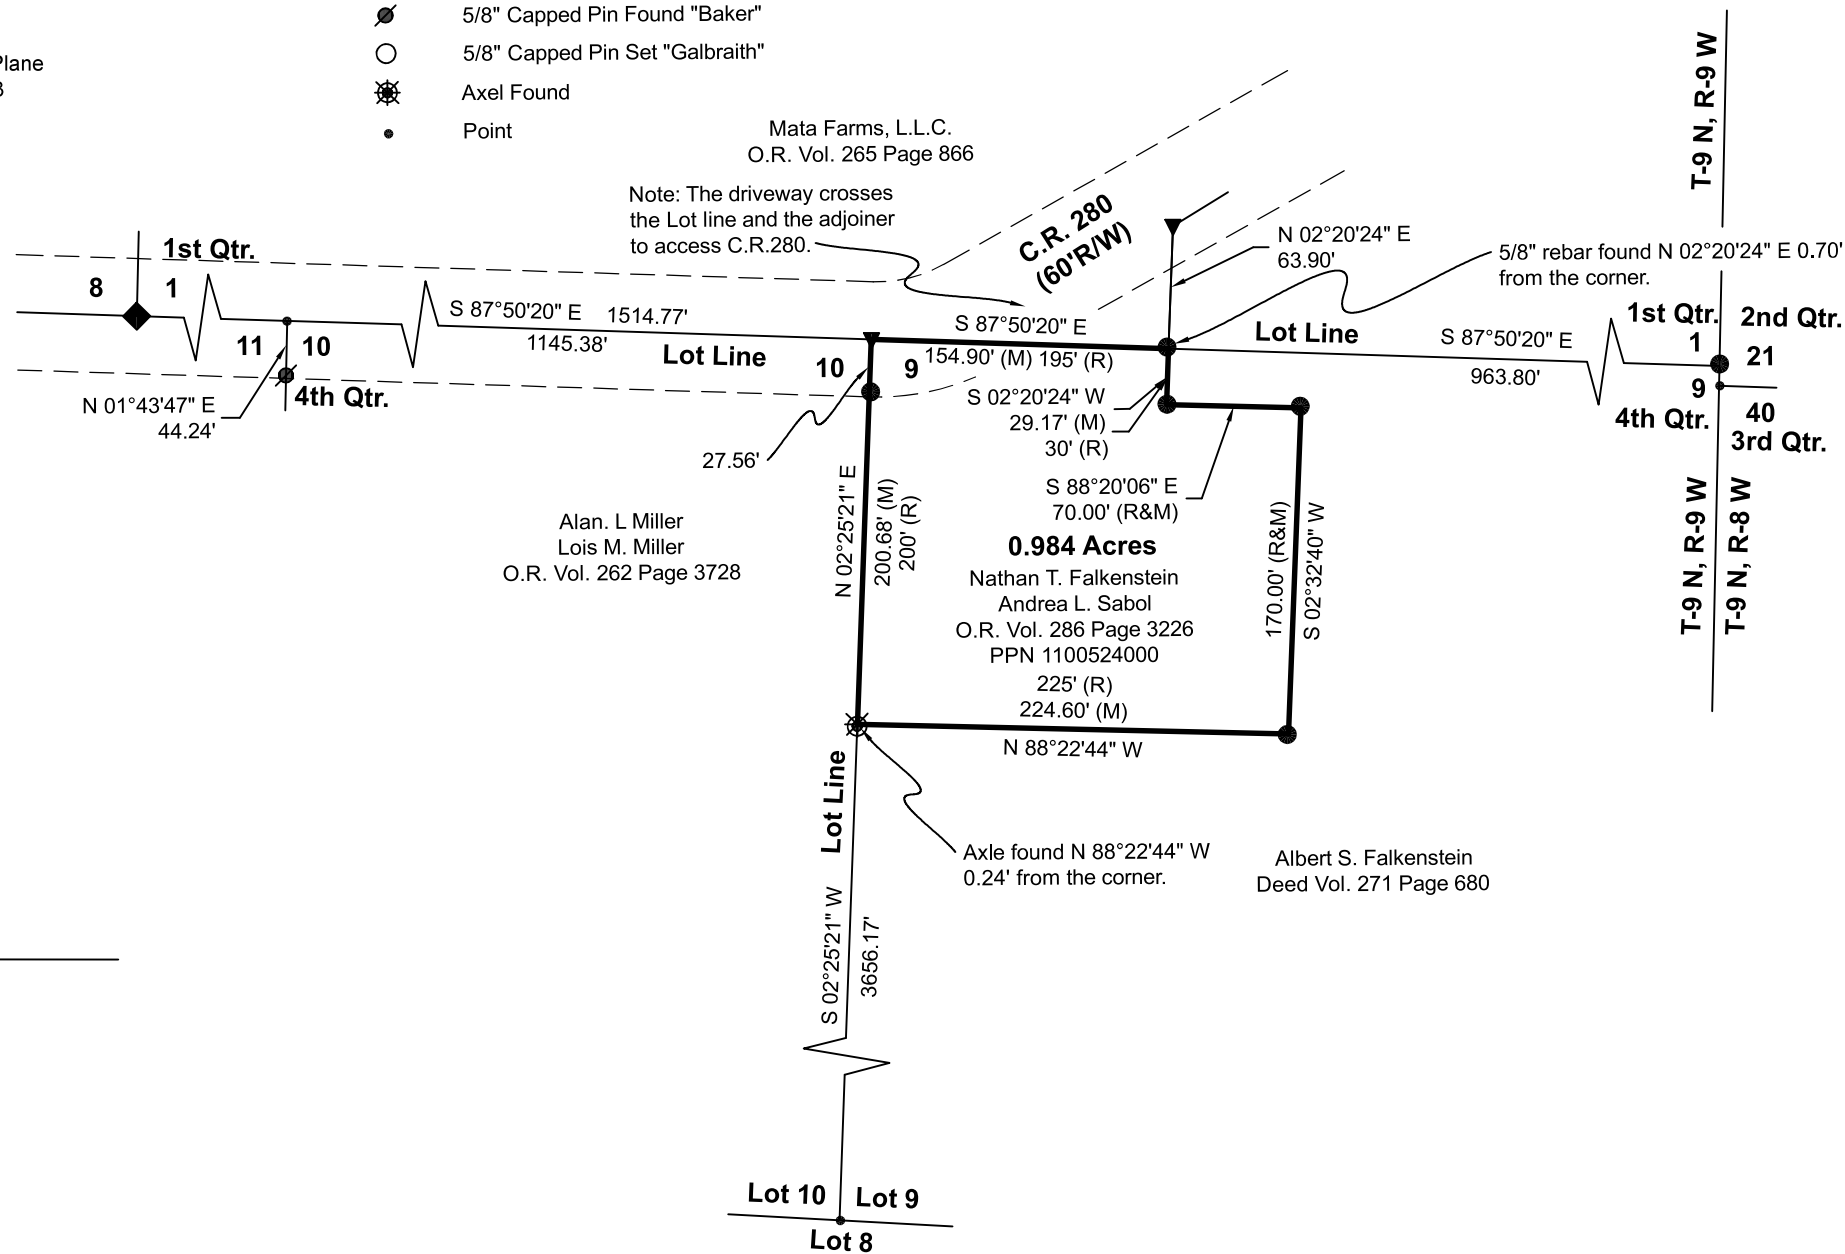 5/8" Capped Pin Found "Baker"
5/8" Capped Pin Set "Galbraith"
Axel Found
Point
Mata Farms, L.L.C.
O.R. Vol. 265 Page 866
Note: The driveway crosses
the Lot line and the adjoiner
to access C.R.280.
C.R. 280
(60'R/W)
T-9 N, R-9 W
N 02°20'24" E
63.90'
5/8" rebar found N 02°20'24" E 0.70'
from the corner.
1st Qtr.
8
1
11
10
4th Qtr.
N 01°43'47" E
44.24'
S 87°50'20" E
1514.77'
1145.38'
Lot Line
10
9
S 87°50'20" E
154.90' (M) 195' (R)
Lot Line
S 87°50'20" E
963.80'
1st Qtr.
2nd Qtr.
1
21
9
40
4th Qtr.
3rd Qtr.
S 02°20'24" W
29.17' (M)
30' (R)
27.56'
S 88°20'06" E
70.00' (R&M)
N 02°25'21" E
200.68' (M)
200' (R)
Alan. L Miller
Lois M. Miller
O.R. Vol. 262 Page 3728
0.984 Acres
Nathan T. Falkenstein
Andrea L. Sabol
O.R. Vol. 286 Page 3226
PPN 1100524000
225' (R)
224.60' (M)
N 88°22'44" W
170.00' (R&M)
S 02°32'40" W
T-9 N, R-9 W
T-9 N, R-8 W
Lot Line
S 02°25'21" W
3656.17'
Axle found N 88°22'44" W
0.24' from the corner.
Albert S. Falkenstein
Deed Vol. 271 Page 680
Lot 10
Lot 9
Lot 8